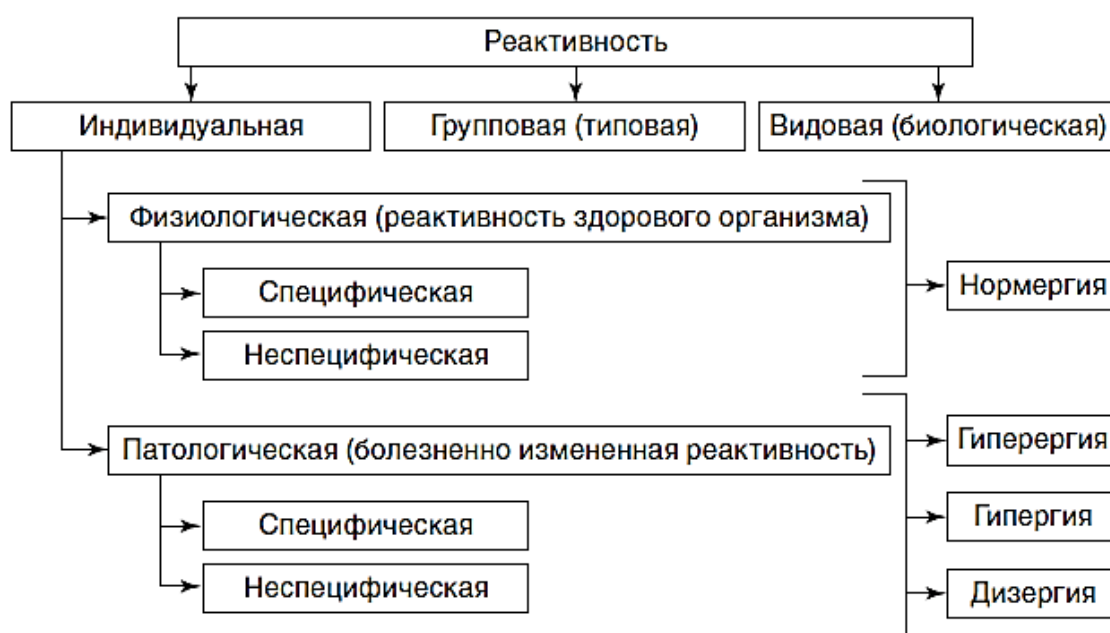 Реактивность
Индивидуальная
Групповая (типовая)
Видовая (биологическая)
Физиологическая (реактивность здорового организма)
Специфическая
Неспецифическая
Нормергия
Патологическая (болезненно измененная реактивность)
Специфическая
Неспецифическая
Гиперергия
Гипергия
Дизергия